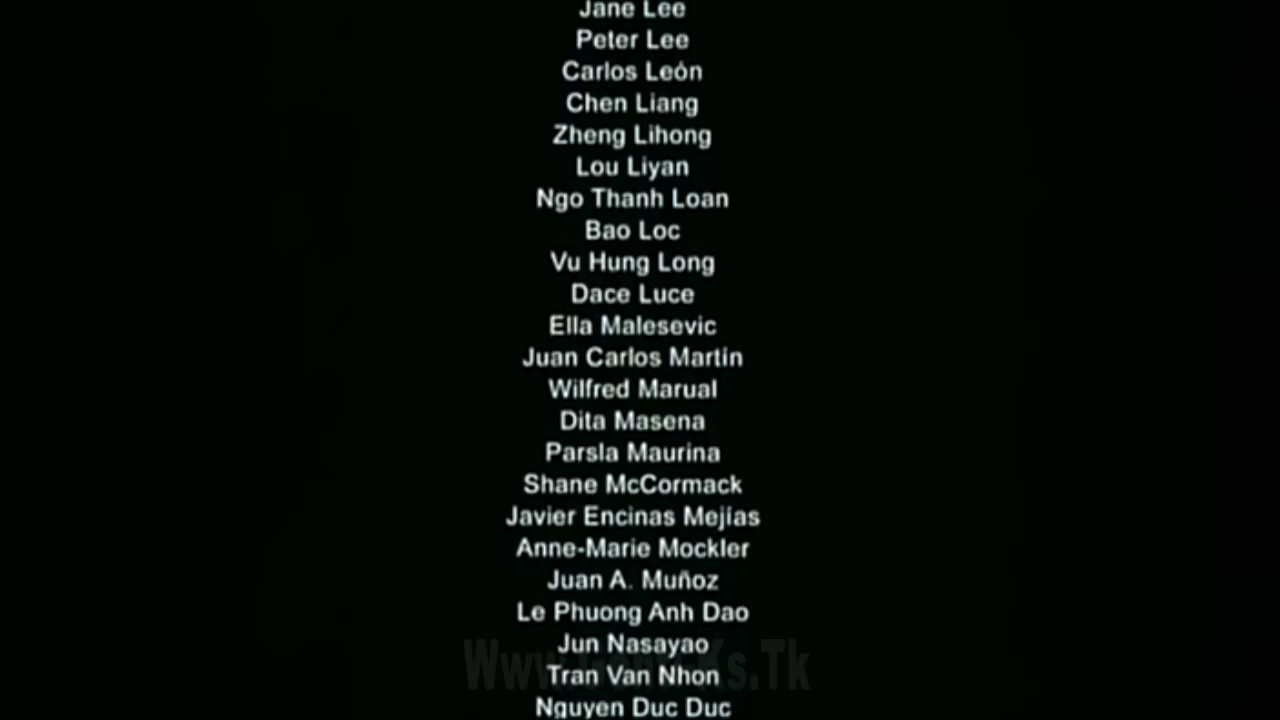 Jane Lee
Peter Lee
Carlos León
Chen Liang
Zheng Lihong
Lou Liyan
Ngo Thanh Loan
Bao Loc
Vu Hung Long
Dace Luce
Ella Malesevic
Juan Carlos Martin
Wilfred Marual
Dita Masena
Parsla Maurina
Shane McCormack
Javier Encinas Mejías
Anne-Marie Mockler
Juan A. Muñoz
Le Phuong Anh Dao
Jun Nasayao
Tran Van Nhon
Nguyen Duc Duc